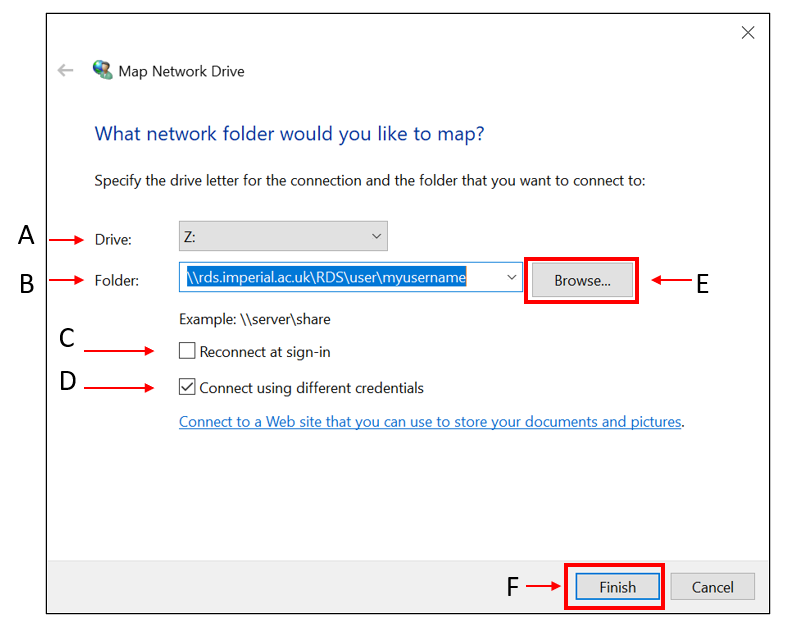 Map Network Drive
What network folder would you like to map?
Specify the drive letter for the connection and the folder that you want to connect to:
A Drive: Z:
B Folder: \\rds.imperial.ac.uk\RDS\user\myusername Browse... E
Example: \\server\share
C Reconnect at sign-in
D Connect using different credentials
Connect to a Web site that you can use to store your documents and pictures.
F Finish Cancel